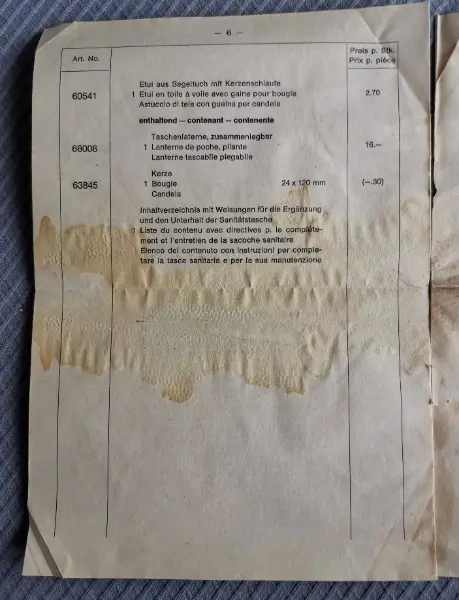 — 6 —
Art. No.
Preis p. Stk.
Prix p. pièce
Etui aus Segeltuch mit Kerzenschlaufe
60541 1 Etui en toile à voile avec gaine pour bougie 2.70
Astuccio di tela con guaina per candela
enthaltend — contenant — contenente
Taschenlaterne, zusammenlegbar
66006 1 Lanterne de poche, pliante 16.—
Lanterne tascabile plegabile
Kerze
63845 1 Bougie 24 x 120 mm (—.30)
Candela
Inhaltverzeichnis mit Weisungen für die Ergänzung
und den Unterhalt der Sanitätstasche
1 Liste du contenu avec directives p. le compléte-
ment et l'entretien de la sacoche sanitaire
Elenco del contenuto con instruzioni per comple-
tare la tasca sanitaria e per la sua manutenzione